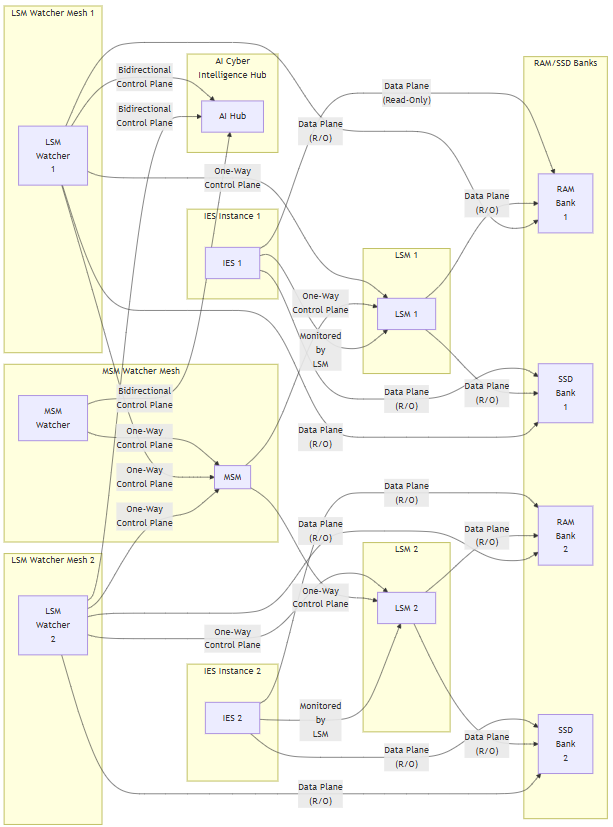 LSM Watcher Mesh 1
AI Cyber
Intelligence Hub
RAM/SSD Banks
Bidirectional
Control Plane
Data Plane
(Read-Only)
Bidirectional
Control Plane
AI Hub
Data Plane
(R/O)
LSM
Watcher
1
One-Way
Control Plane
Data Plane
(R/O)
RAM
Bank
1
IES Instance 1
LSM 1
IES 1
One-Way
Control Plane
LSM 1
Monitored
by
LSM
MSM Watcher Mesh
SSD
Bank
1
Bidirectional
Control Plane
Data Plane
(R/O)
Data Plane
(R/O)
MSM
Watcher
One-Way
Control Plane
Data Plane
(R/O)
One-Way
Control Plane
MSM
Data Plane
(R/O)
One-Way
Control Plane
Data Plane
(R/O)
Data Plane
(R/O)
RAM
Bank
2
LSM Watcher Mesh 2
LSM 2
LSM
Watcher
2
One-Way
Control Plane
LSM 2
One-Way
Control Plane
IES Instance 2
IES 2
Monitored
by
LSM
Data Plane
(R/O)
Data Plane
(R/O)
SSD
Bank
2
Data Plane
(R/O)